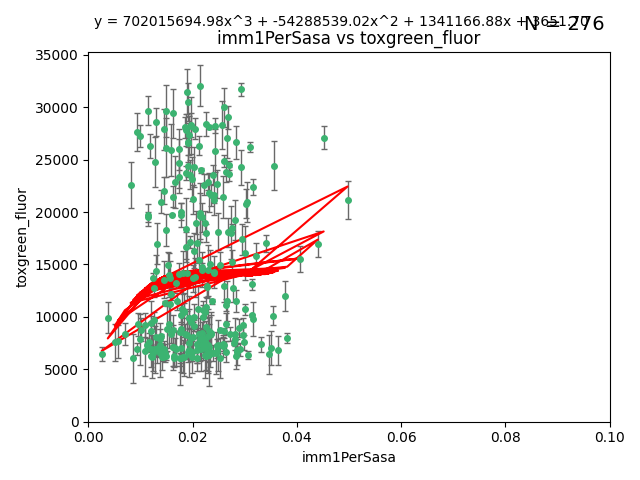 y = 702015694.98x^3 + -54288539.02x^2 + 1341166.88x +
N = 276
imm1PerSasa vs toxgreen_fluor
35000
30000
25000
20000
15000
10000
5000
0
toxgreen_fluor
0.00 0.02 0.04 0.06 0.08 0.10
imm1PerSasa